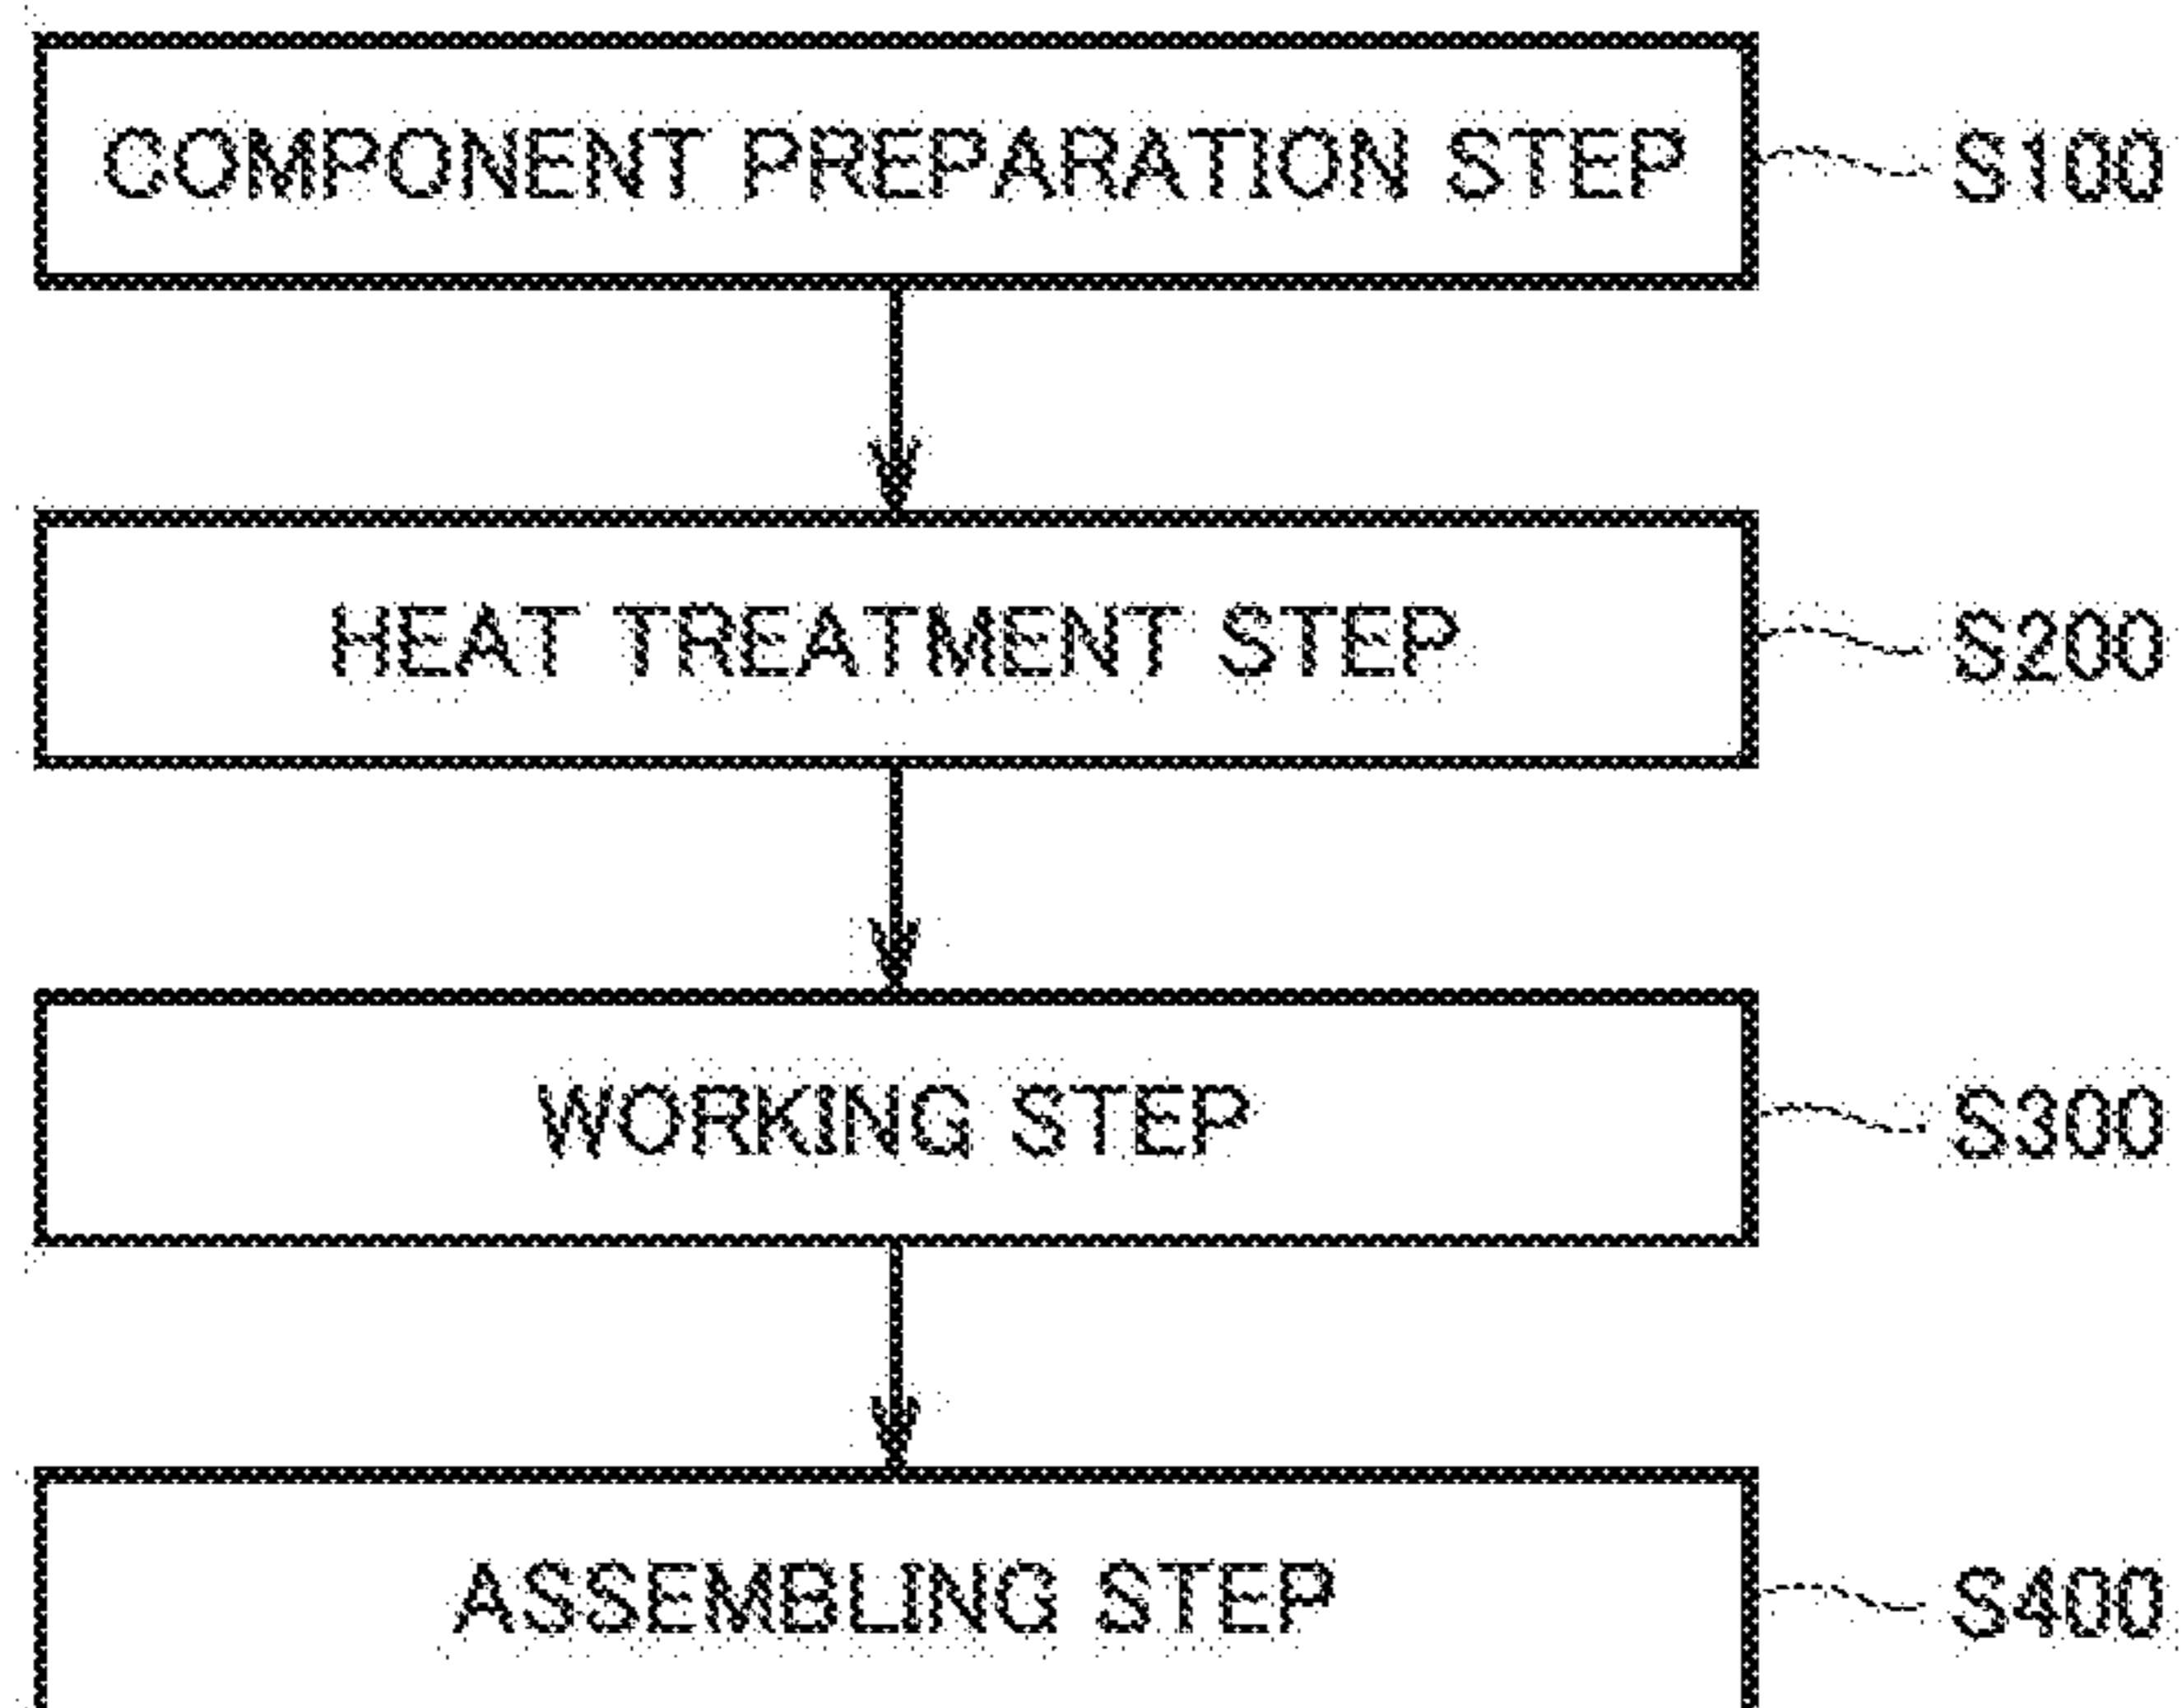 COMPONENT PREPARATION STEP S100
HEAT TREATMENT STEP S200
WORKING STEP S300
ASSEMBLING STEP S400